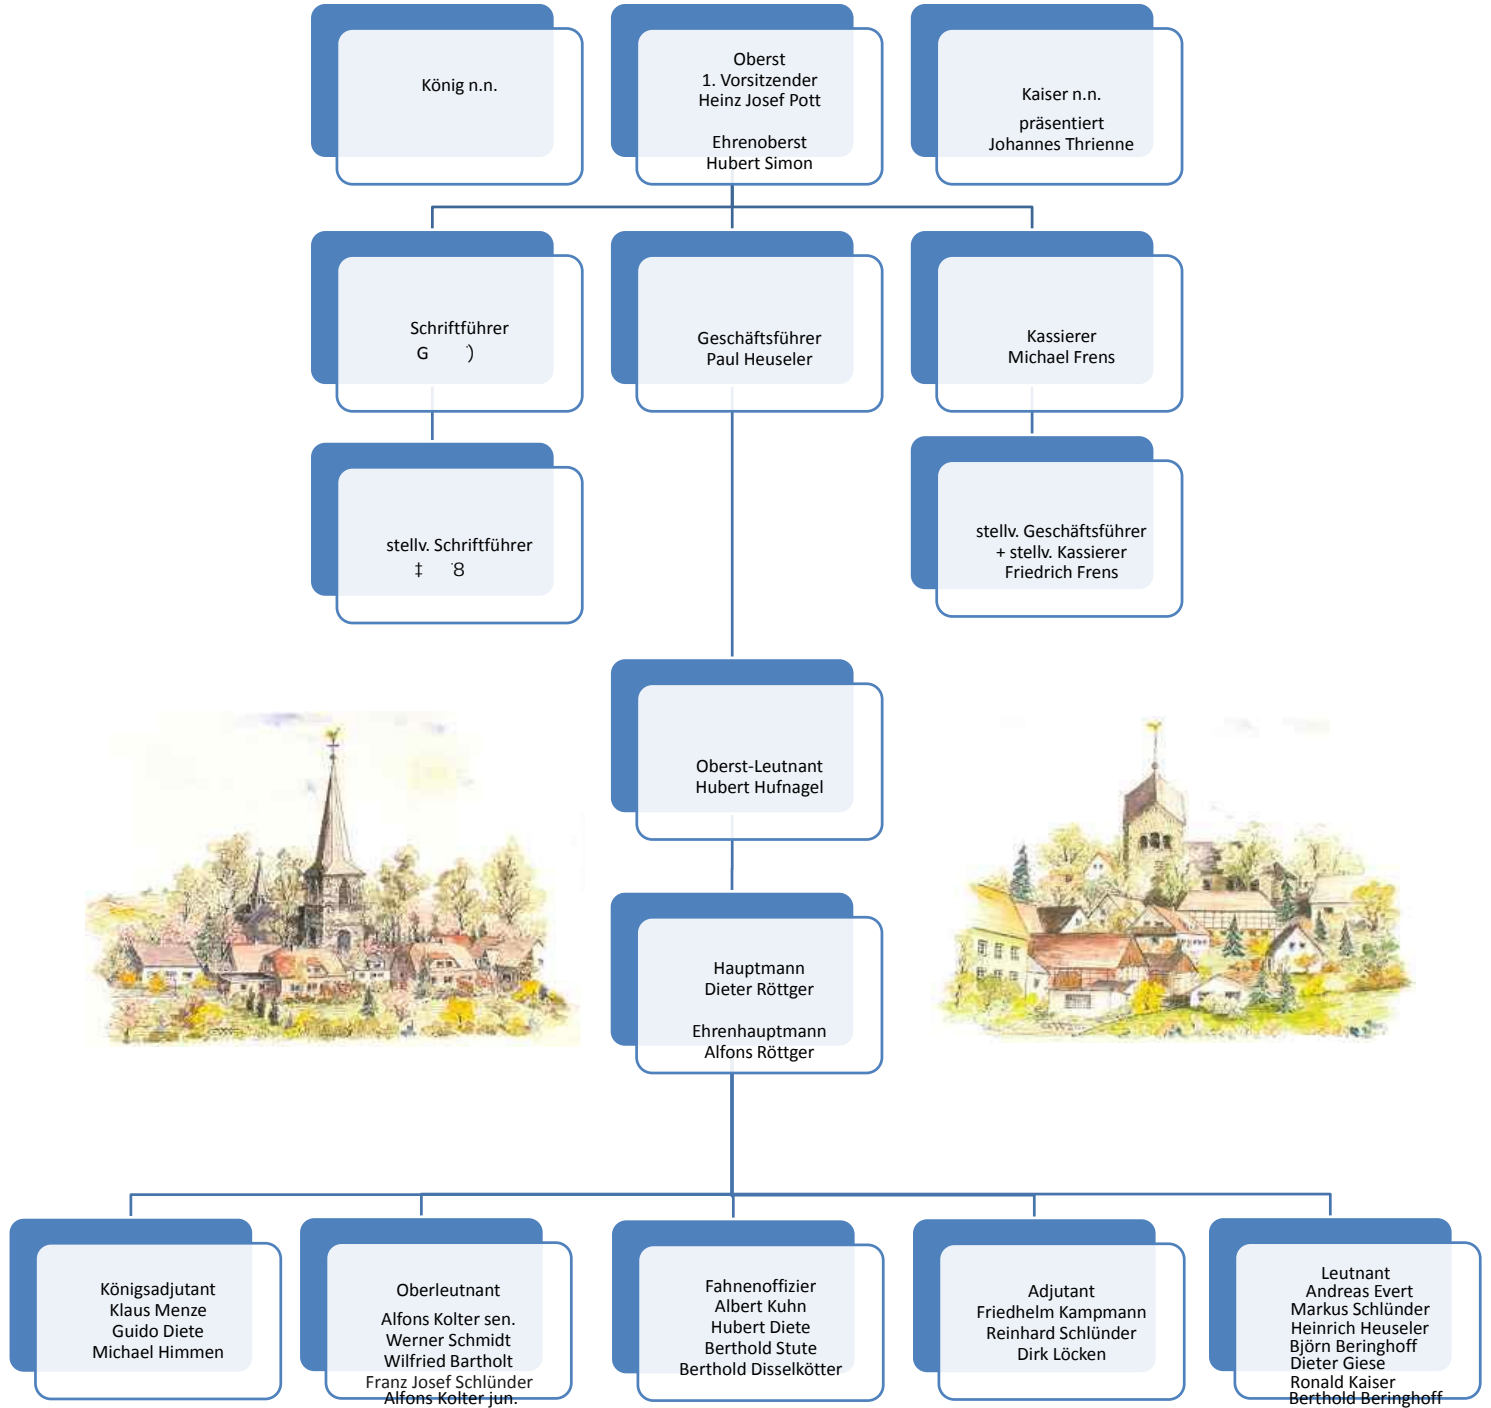 König n.n.
Oberst
1. Vorsitzender
Heinz Josef Pott
Ehrenoberst
Hubert Simon
Kaiser n.n.
präsentiert
Johannes Thrienne
Schriftführer
G )
Geschäftsführer
Paul Heuseler
Kassierer
Michael Frens
stellv. Schriftführer
‡ 8
stellv. Geschäftsführer
+ stellv. Kassierer
Friedrich Frens
Oberst-Leutnant
Hubert Hufnagel
Hauptmann
Dieter Röttger
Ehrenhauptmann
Alfons Röttger
Königsadjutant
Klaus Menze
Guido Diete
Michael Himmen
Oberleutnant
Alfons Kolter sen.
Werner Schmidt
Wilfried Bartholt
Franz Josef Schlünder
Alfons Kolter jun.
Fahnenoffizier
Albert Kuhn
Hubert Diete
Berthold Stute
Berthold Disselkötter
Adjutant
Friedhelm Kampmann
Reinhard Schlünder
Dirk Löcken
Leutnant
Andreas Evert
Markus Schlünder
Heinrich Heuseler
Björn Beringhoff
Dieter Giese
Ronald Kaiser
Berthold Beringhoff